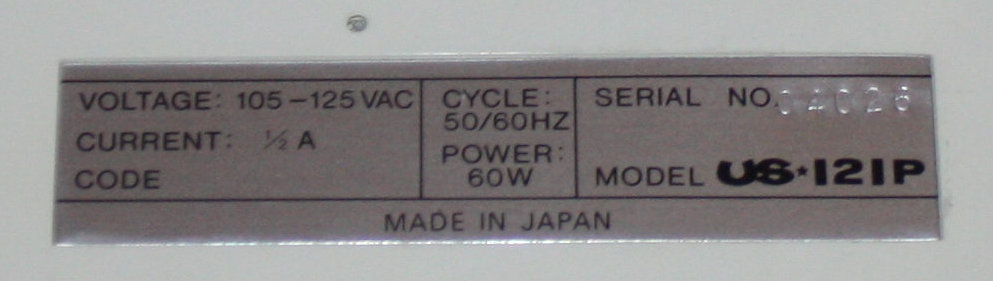 VOLTAGE: 105-125 VAC
CURRENT: ½ A
CODE
CYCLE:
50/60HZ
POWER:
60W
SERIAL NO. 04026
MODEL US★121P
MADE IN JAPAN